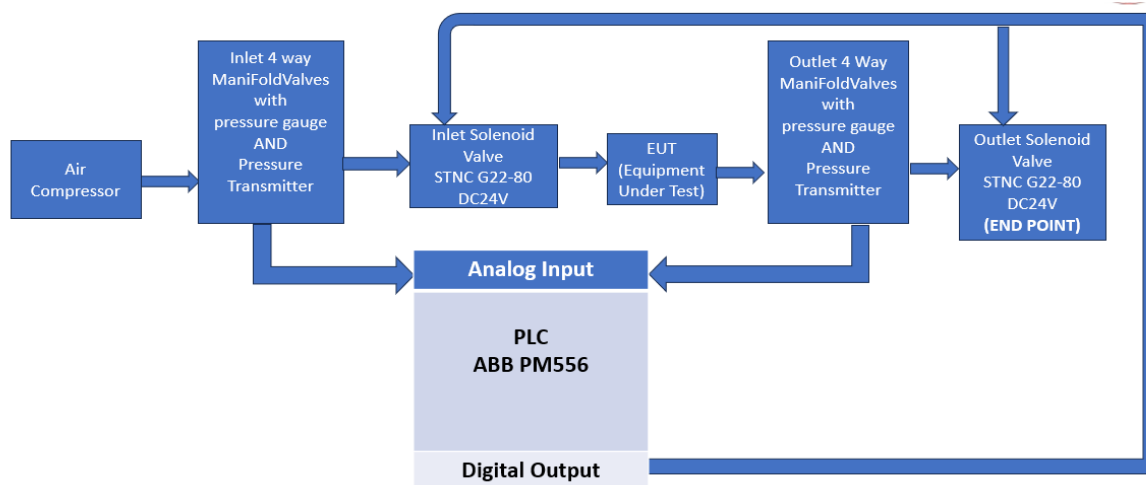 Air
Compressor
Inlet 4 way
ManiFoldValves
with
pressure gauge
AND
Pressure
Transmitter
Inlet Solenoid
Valve
STNC G22-80
DC24V
EUT
(Equipment
Under Test)
Outlet 4 Way
ManiFoldValves
with
pressure gauge
AND
Pressure
Transmitter
Outlet Solenoid
Valve
STNC G22-80
DC24V
(END POINT)
Analog Input
PLC
ABB PM556
Digital Output